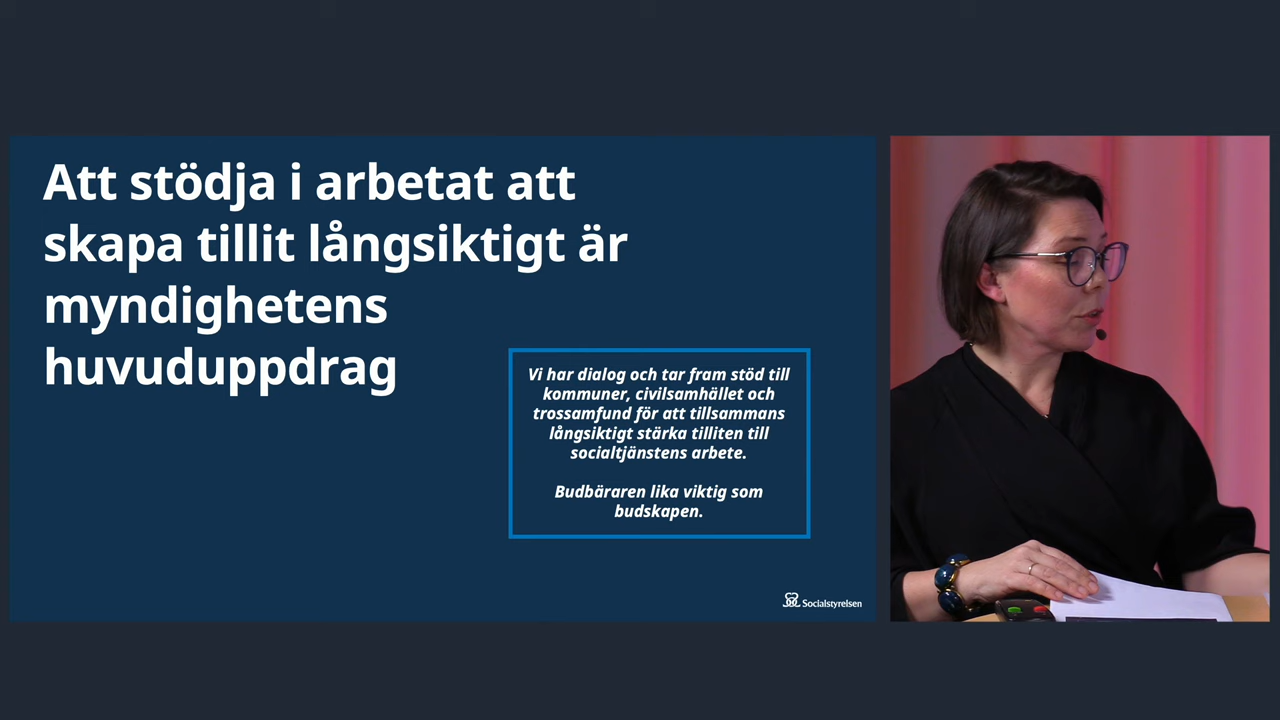 Att stödja i arbetat att
skapa tillit långsiktigt är
myndighetens
huvuduppdrag
Vi har dialog och tar fram stöd till
kommuner, civilsamhället och
trossamfund för att tillsammans
långsiktigt stärka tilliten till
socialtjänstens arbete.
Budbäraren lika viktig som
budskapen.
Socialstyrelsen